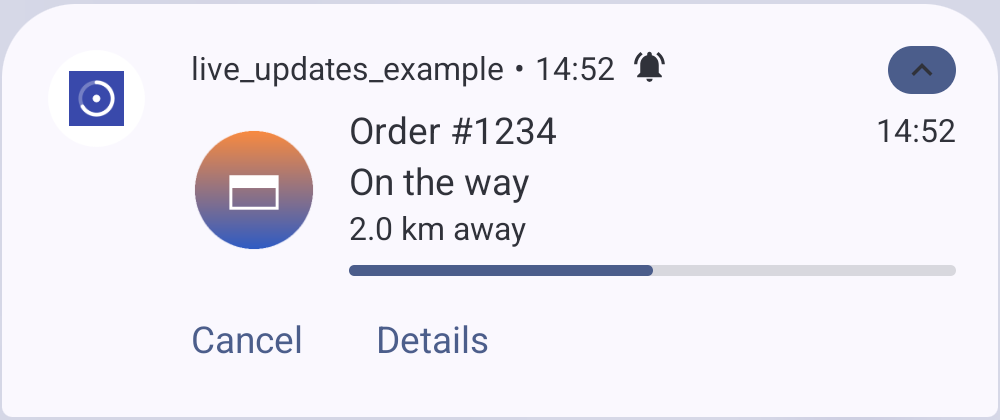 live_updates_example • 14:52
Order #1234 14:52
On the way
2.0 km away
Cancel Details